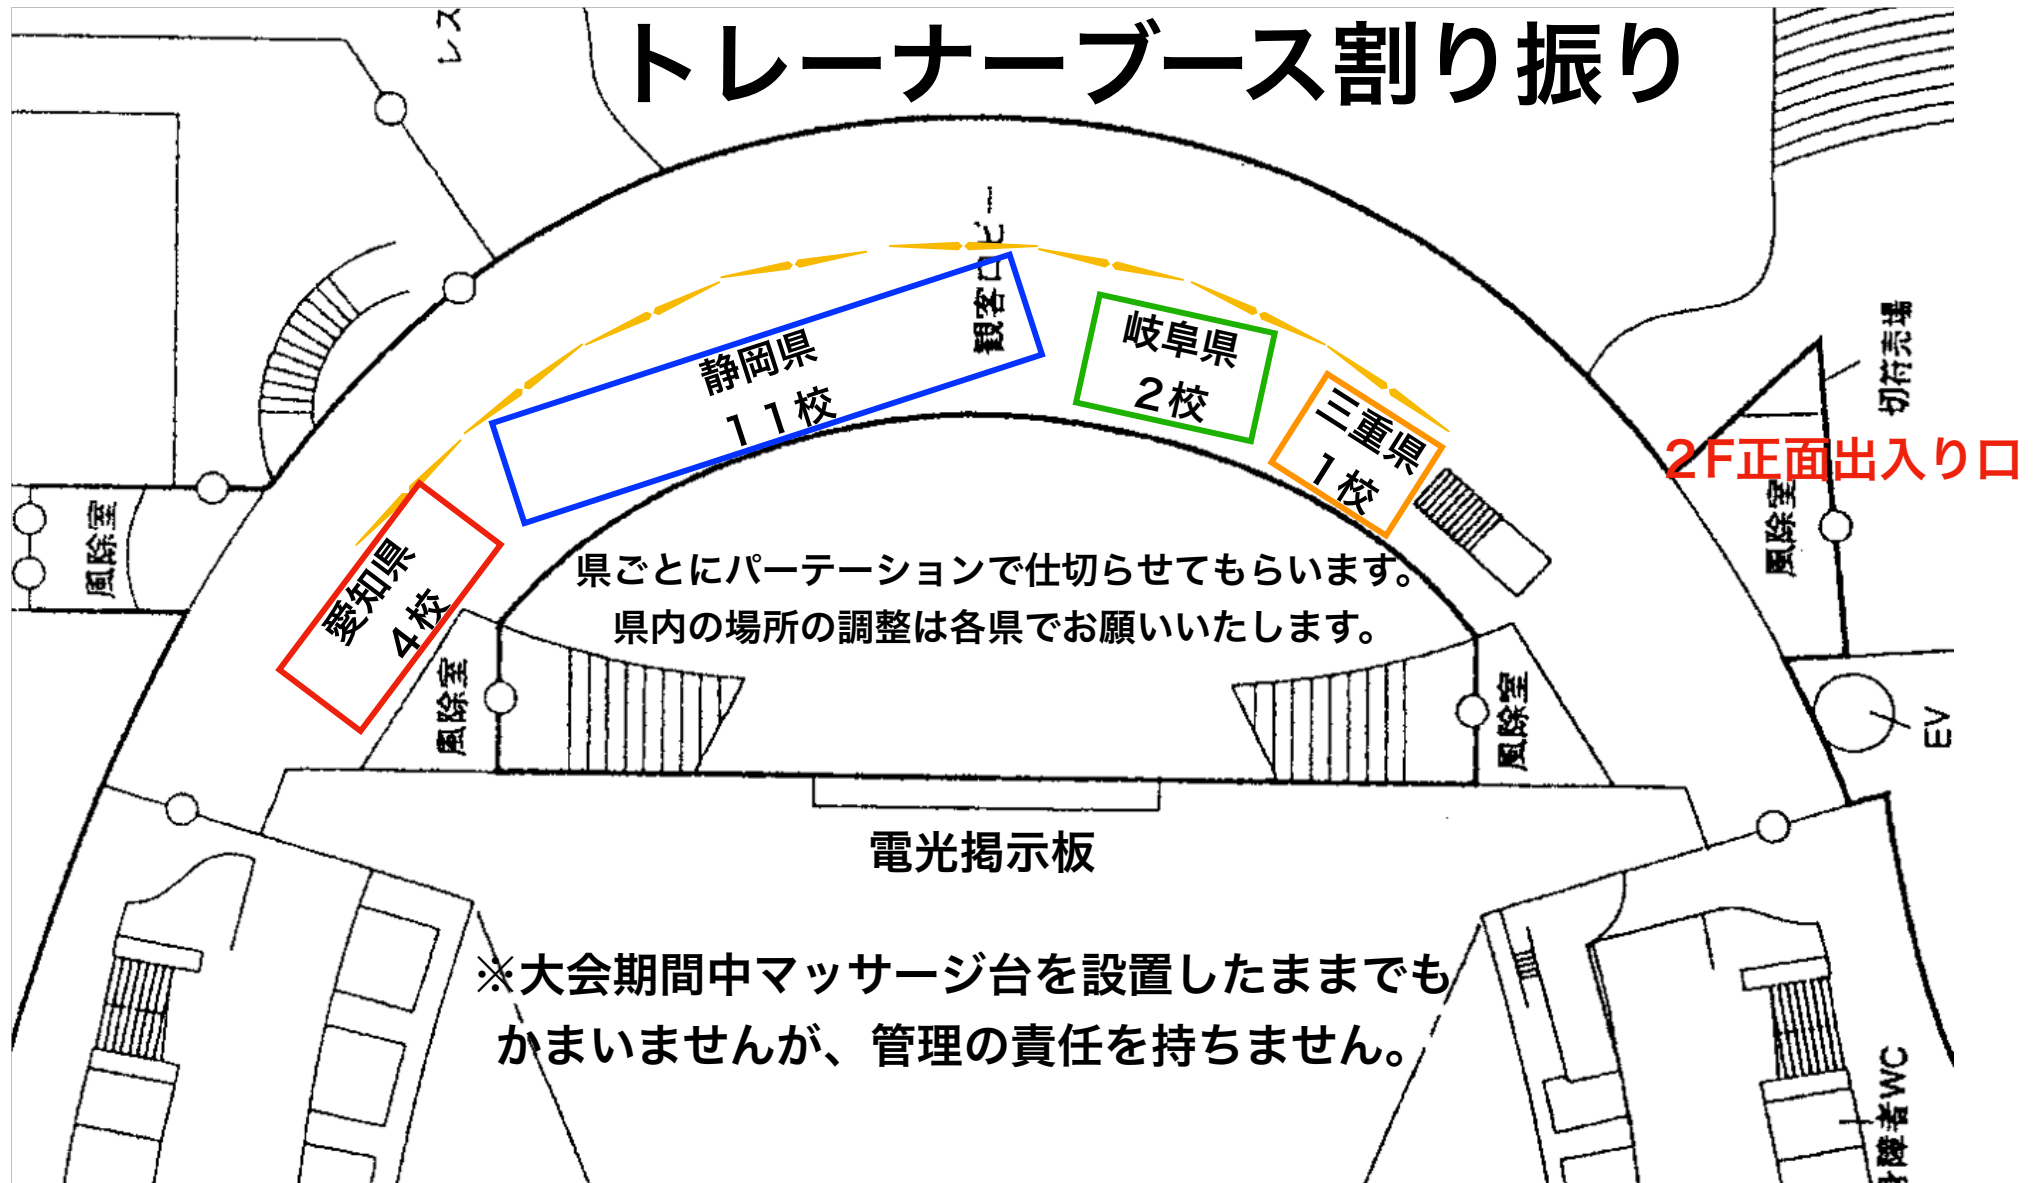 トレーナーブース割り振り
レス
観客ロビー
静岡県
１１校
岐阜県
２校
三重県
１校
愛知県
４校
切符売場
２F正面出入り口
風除室
風除室
県ごとにパーテーションで仕切らせてもらいます。
県内の場所の調整は各県でお願いいたします。
風除室
風除室
EV
電光掲示板
※大会期間中マッサージ台を設置したままでも
かまいませんが、管理の責任を持ちません。
障者WC